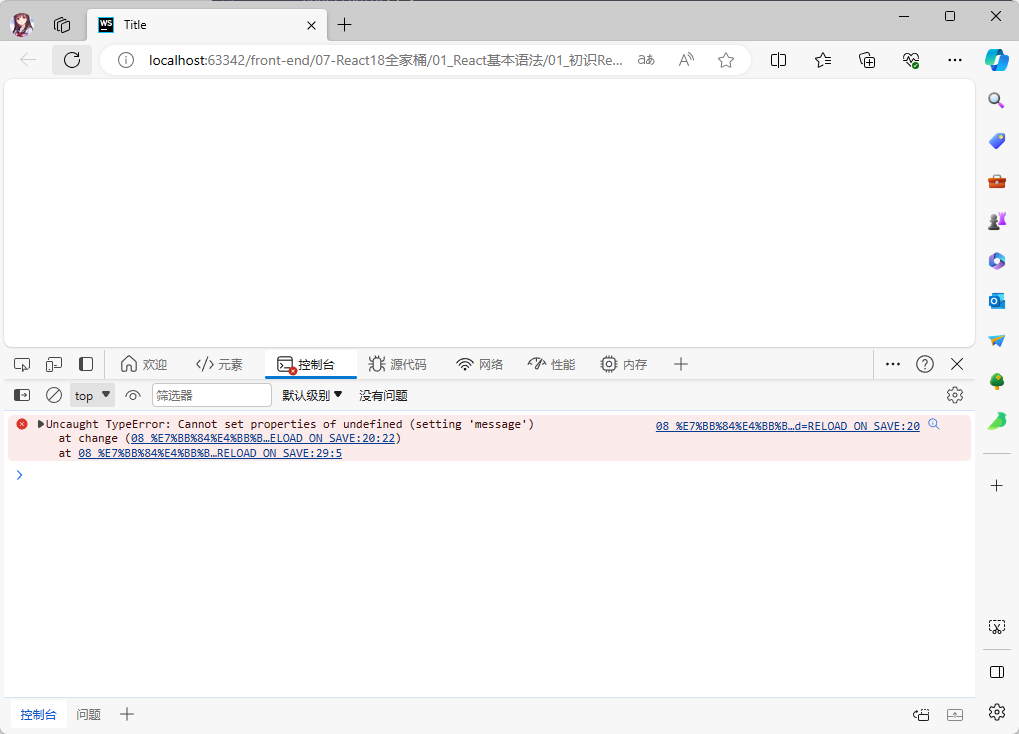 WS
Title
localhost:63342/front-end/07-React18全家桶/01_React基本语法/01_初识Re...
aあ
A
欢迎
元素
控制台
源代码
网络
性能
内存
top
筛选器
默认级别
没有问题
Uncaught TypeError: Cannot set properties of undefined (setting 'message')
08_%E7%BB%84%E4%BB%B…d=RELOAD_ON_SAVE:20
at change (08_%E7%BB%84%E4%BB%B…ELOAD_ON_SAVE:20:22)
at 08_%E7%BB%84%E4%BB%B…RELOAD_ON_SAVE:29:5
控制台
问题